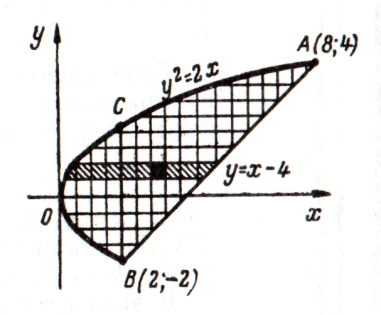 y
A(8;4)
y²=2x
C
y=x-4
O
x
B(2;-2)